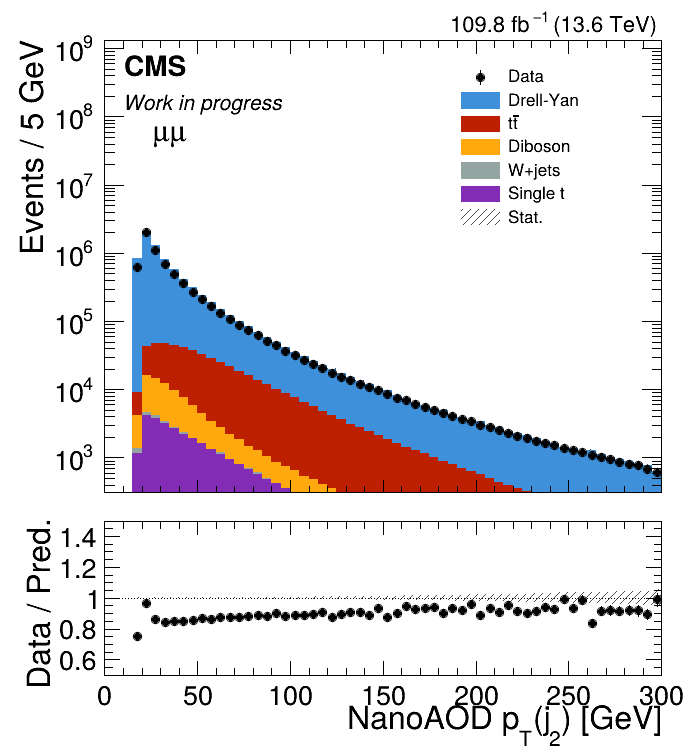 109.8 fb⁻¹ (13.6 TeV)
Events / 5 GeV
10⁹
10⁸
10⁷
10⁶
10⁵
10⁴
10³
CMS
Work in progress
μμ
Data
Drell-Yan
tt̅
Diboson
W+jets
Single t
Stat.
Data / Pred.
1.4
1.2
1
0.8
0.6
0 50 100 150 200 250 300
NanoAOD p_T(j₂) [GeV]